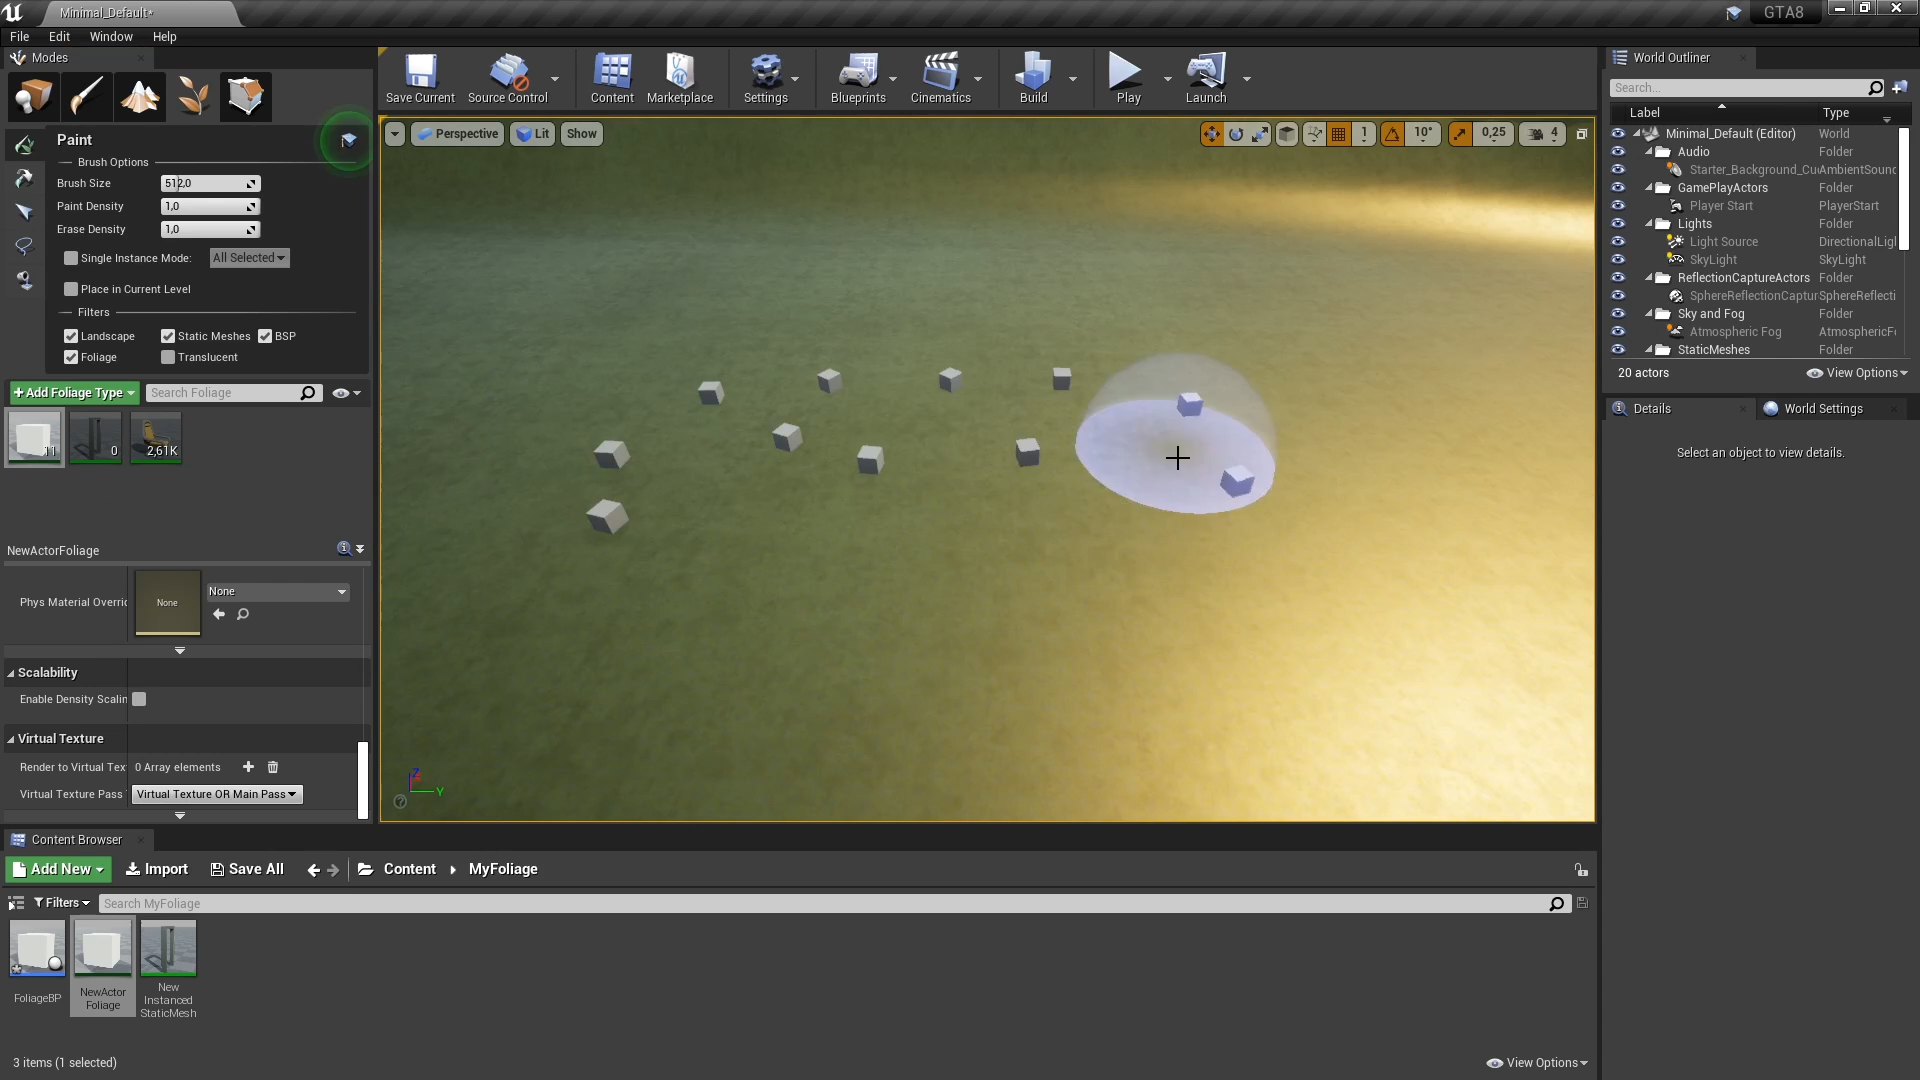 Minimal_Default*
GTA8
File Edit Window Help
Modes
Paint
Brush Options
Brush Size 512,0
Paint Density 1,0
Erase Density 1,0
Single Instance Mode: All Selected
Place in Current Level
Filters
Landscape Static Meshes BSP
Foliage Translucent
+Add Foliage Type Search Foliage
11 0 2,61K
NewActorFoliage
Phys Material Overric None None
Scalability
Enable Density Scalin
Virtual Texture
Render to Virtual Tex 0 Array elements
Virtual Texture Pass Virtual Texture OR Main Pass
Save Current Source Control Content Marketplace Settings Blueprints Cinematics Build Play Launch
Perspective Lit Show 1 10° 0,25 4
Z
Y
World Outliner
Search...
Label Type
Minimal_Default (Editor) World
Audio Folder
Starter_Background_Cu AmbientSound
GamePlayActors Folder
Player Start PlayerStart
Lights Folder
Light Source DirectionalLigl
SkyLight SkyLight
ReflectionCaptureActors Folder
SphereReflectionCaptur SphereReflecti
Sky and Fog Folder
Atmospheric Fog AtmosphericF
StaticMeshes Folder
20 actors View Options
Details World Settings
Select an object to view details.
Content Browser
Add New Import Save All Content MyFoliage
Filters Search MyFoliage
FoliageBP
NewActor
Foliage
New
Instanced
StaticMesh
3 items (1 selected) View Options